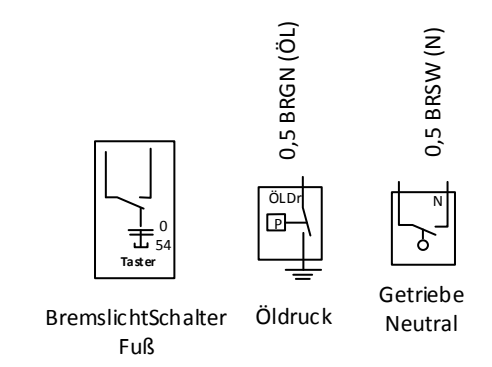 0,5 BRGN (ÖL)
0,5 BRSW (N)
0
54
Taster
ÖLDr
P
N
BremslichtSchalter
Fuß
Öldruck
Getriebe
Neutral